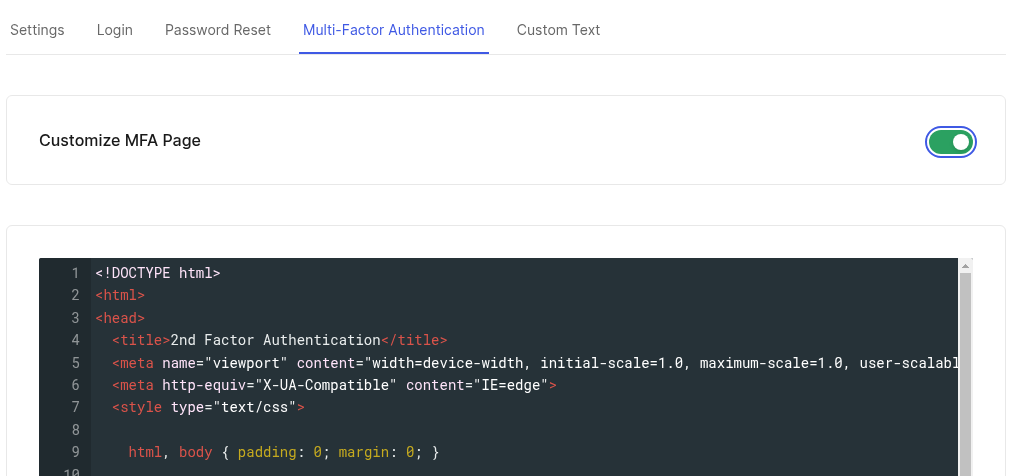 Settings Login Password Reset Multi-Factor Authentication Custom Text
Customize MFA Page
1 <!DOCTYPE html>
2 <html>
3 <head>
4 <title>2nd Factor Authentication</title>
5 <meta name="viewport" content="width=device-width, initial-scale=1.0, maximum-scale=1.0, user-scalabl
6 <meta http-equiv="X-UA-Compatible" content="IE=edge">
7 <style type="text/css">
8
9 html, body { padding: 0; margin: 0; }
10